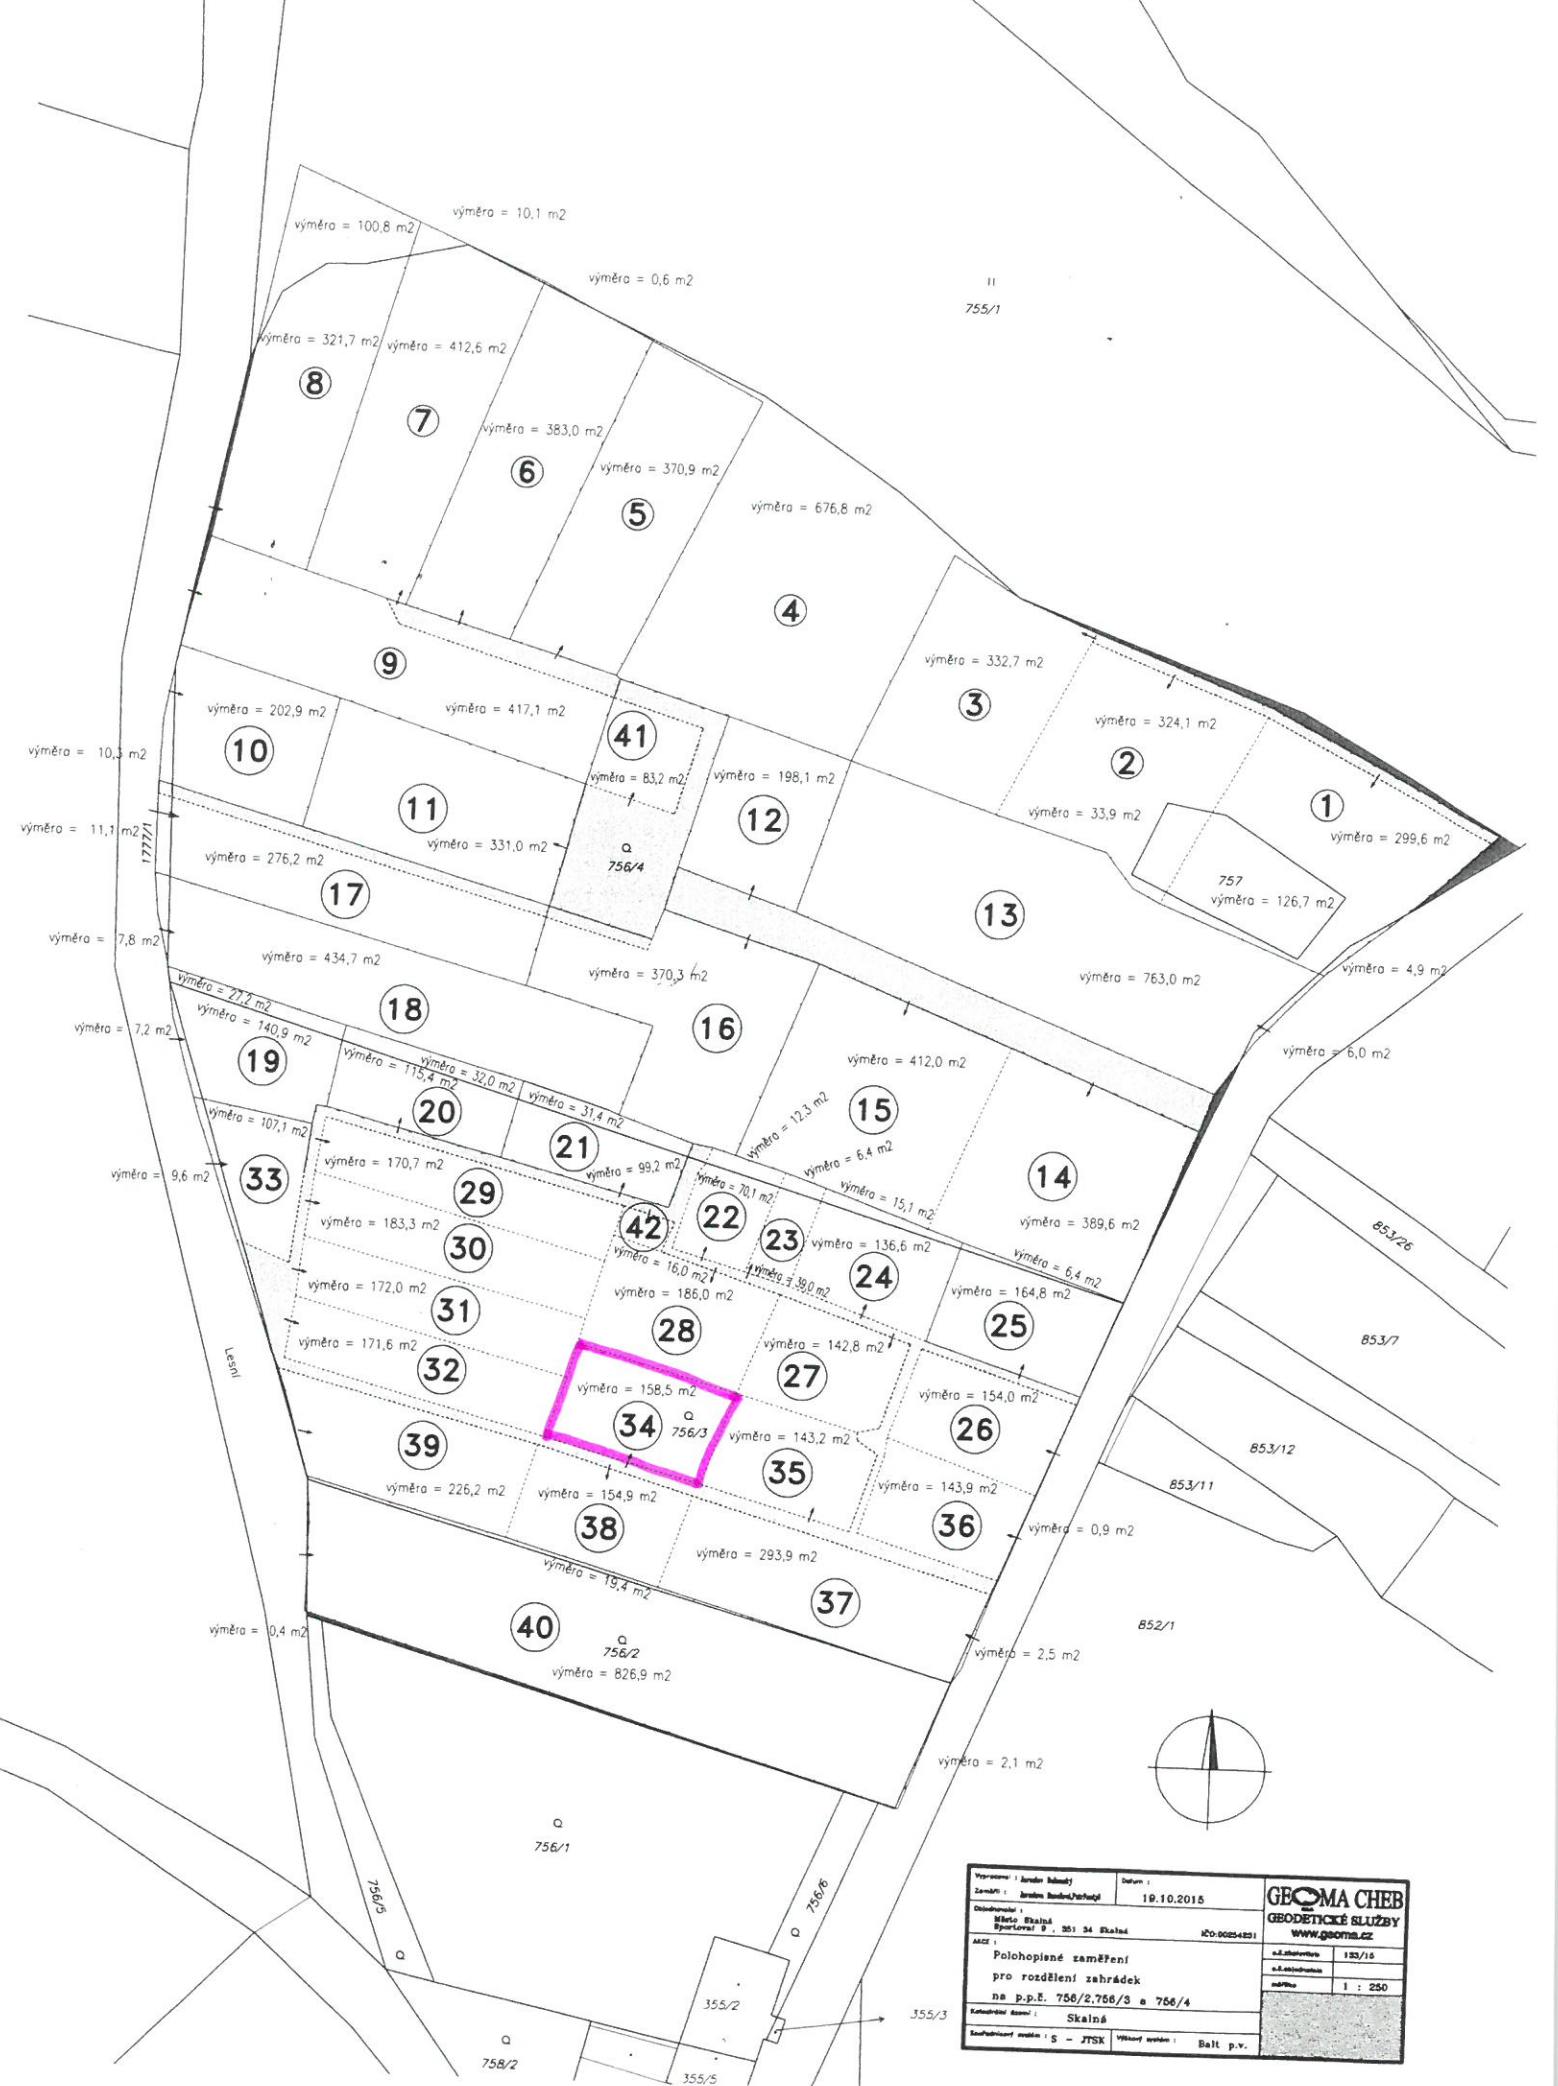 výměra = 10,1 m2
výměra = 100,8 m2
výměra = 0,6 m2
755/1
výměra = 321,7 m2
výměra = 412,6 m2
8
7
výměra = 383,0 m2
6
výměra = 370,9 m2
5
výměra = 676,8 m2
4
9
výměra = 332,7 m2
3
výměra = 417,1 m2
výměra = 202,9 m2
10
41
výměra = 83,2 m2
výměra = 324,1 m2
2
výměra = 10,3 m2
výměra = 198,1 m2
12
11
výměra = 33,9 m2
1
výměra = 299,6 m2
výměra = 11,1 m2
1777/1
výměra = 331,0 m2
756/4
výměra = 276,2 m2
17
757
výměra = 126,7 m2
13
výměra = 7,8 m2
výměra = 434,7 m2
výměra = 370,3 m2
výměra = 763,0 m2
výměra = 4,9 m2
výměra = 27,2 m2
18
16
výměra = 140,9 m2
výměra = 7,2 m2
19
výměra = 115,4 m2
výměra = 32,0 m2
výměra = 412,0 m2
výměra = 6,0 m2
20
výměra = 31,4 m2
výměra = 12,3 m2
15
výměra = 107,1 m2
21
výměra = 6,4 m2
výměra = 9,6 m2
33
výměra = 170,7 m2
29
výměra = 99,2 m2
výměra = 70,1 m2
výměra = 15,1 m2
14
výměra = 389,6 m2
výměra = 183,3 m2
30
42
22
23
výměra = 136,6 m2
853/26
výměra = 16,0 m2
výměra = 39,0 m2
24
výměra = 6,4 m2
výměra = 172,0 m2
31
výměra = 186,0 m2
28
výměra = 164,8 m2
25
853/7
výměra = 171,6 m2
32
výměra = 142,8 m2
27
Lesní
výměra = 158,5 m2
34
756/3
výměra = 154,0 m2
26
39
výměra = 143,2 m2
35
853/12
výměra = 226,2 m2
výměra = 154,9 m2
38
výměra = 143,9 m2
36
853/11
výměra = 0,9 m2
výměra = 293,9 m2
výměra = 19,4 m2
37
výměra = 0,4 m2
40
756/2
výměra = 826,9 m2
852/1
výměra = 2,5 m2
výměra = 2,1 m2
756/1
756/5
756/6
355/2
355/3
758/2
355/5
Datum :
19.10.2015
GEOMA CHEB
GEODETICKÉ SLUŽBY
www.geoma.cz
Město Skalná
Sportovní 9 , 351 34 Skalná
IČO:00254231
AKCE :
Polohopisné zaměření
pro rozdělení zahrádek
na p.p.č. 756/2,756/3 a 756/4
133/15
1 : 250
Katastrální území :
Skalná
Souřadnicový systém : S - JTSK
Výškový systém :
Balt p.v.